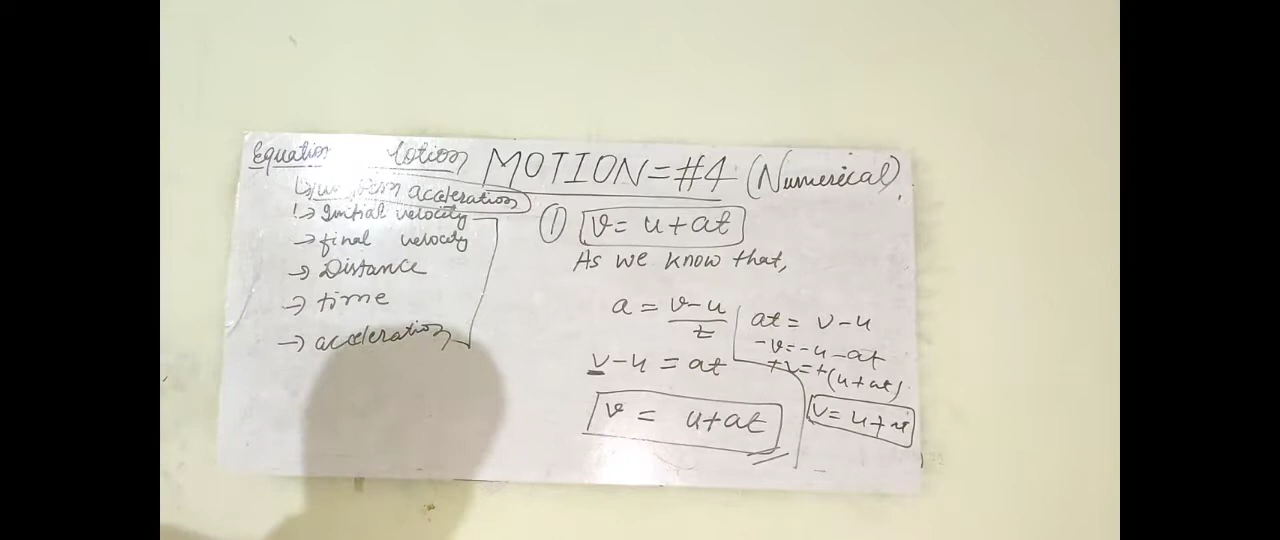 Equation Motion
MOTION = #4 (Numerical)
acceleration
→ Initial velocity
→ final velocity
→ Distance
→ time
→ acceleration
① v = u + at
As we know that,
a = v-u / t
v-u = at
v = u+at
at = v-u
-v = -u-at
+v = +(u+at)
v = u+at